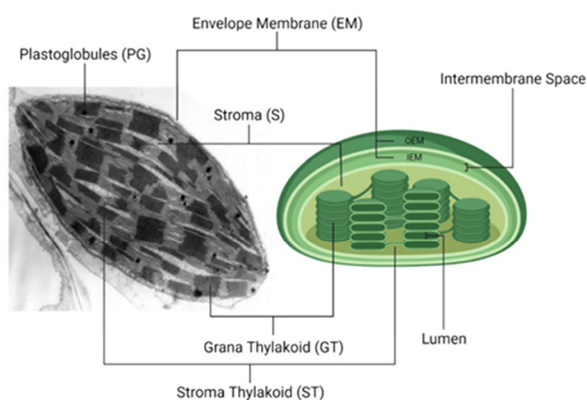 Envelope Membrane (EM)
Plastoglobules (PG)
Intermembrane Space
Stroma (S)
OEM
IEM
Lumen
Grana Thylakoid (GT)
Stroma Thylakoid (ST)